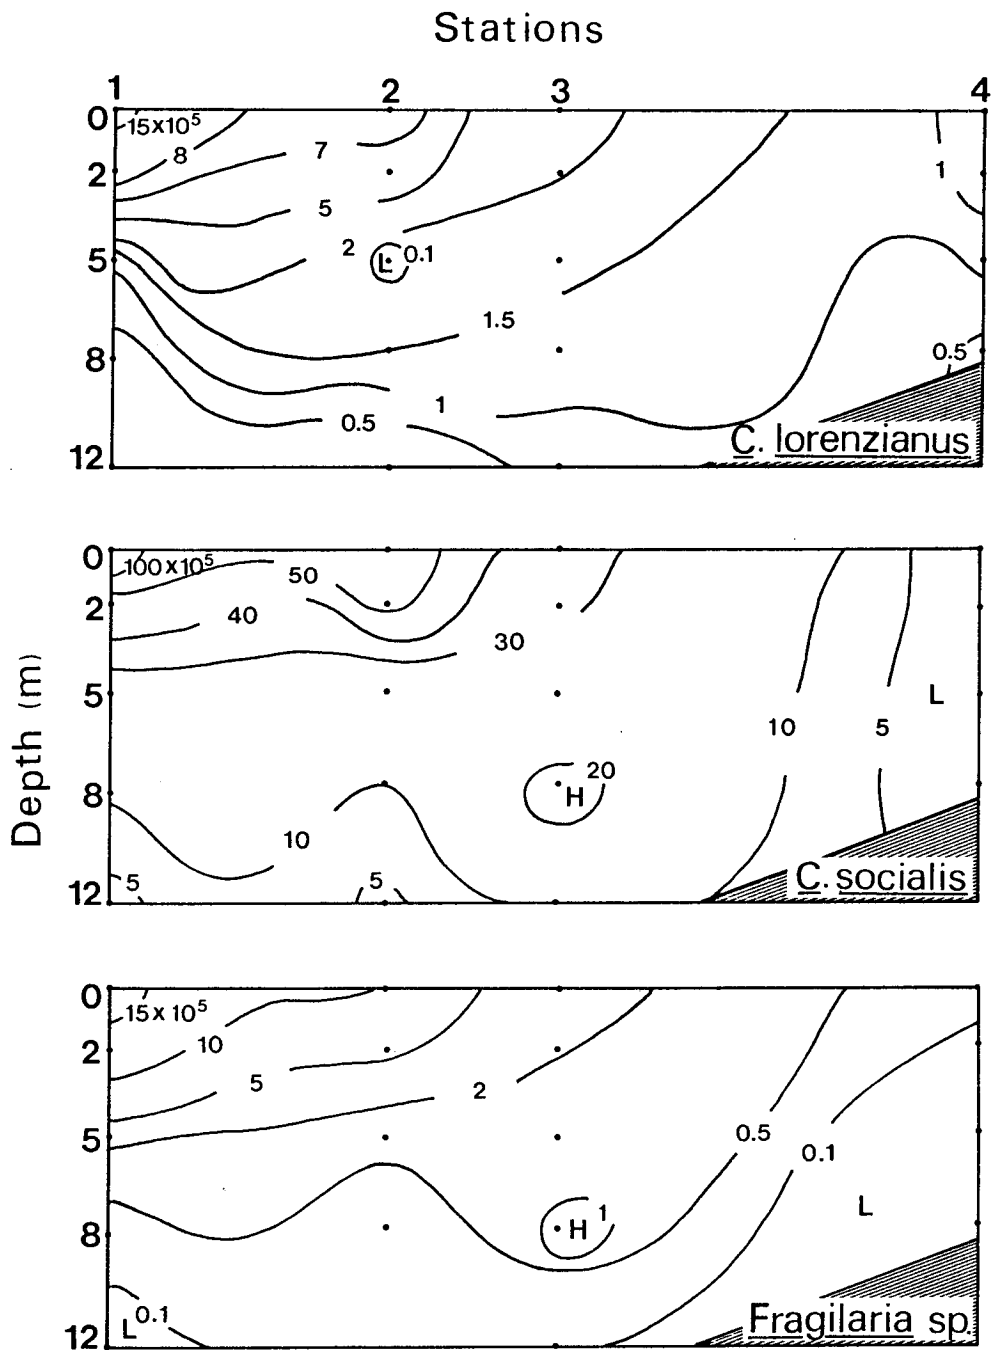 Stations
1 2 3 4
0 15x10⁵
8 7
2 1
5
2 L 0.1
5
1.5
8 0.5
1
0.5
12 C. lorenzianus
Depth (m)
0 100x10⁵
50
2 40
30
5 L
10 5
8 20
H
10
12 5 5 C. socialis
0 15x10⁵
10
2
5 2
5 0.5
0.1
L
8 H 1
L 0.1
12 Fragilaria sp.